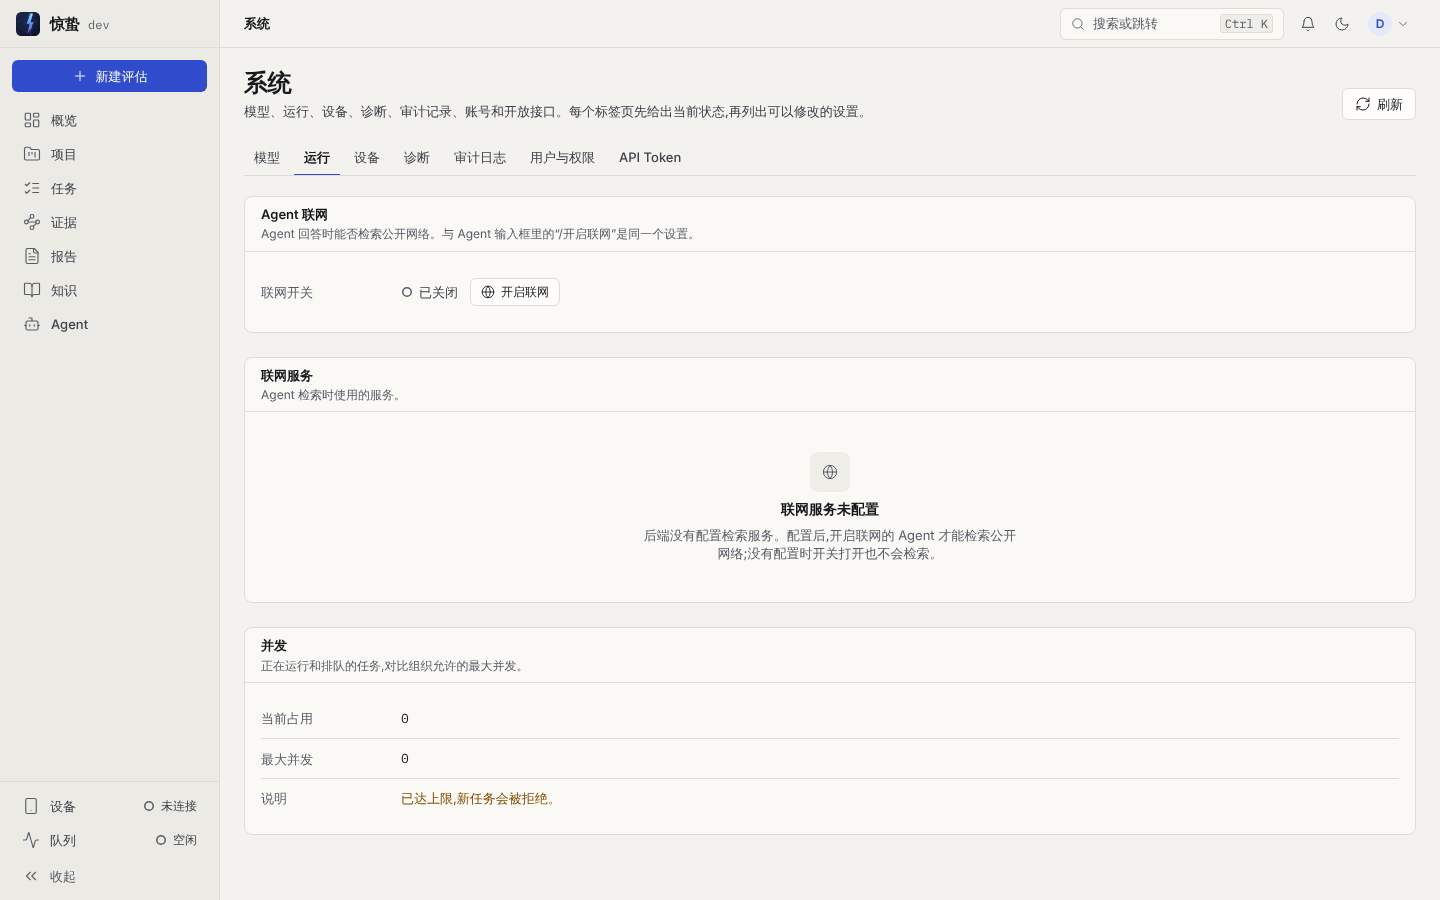 惊蛰 dev
系统
搜索或跳转 Ctrl K
D
新建评估
概览
项目
任务
证据
报告
知识
Agent
设备 未连接
队列 空闲
收起
系统
模型、运行、设备、诊断、审计记录、账号和开放接口。每个标签页先给出当前状态,再列出可以修改的设置。
刷新
模型 运行 设备 诊断 审计日志 用户与权限 API Token
Agent 联网
Agent 回答时能否检索公开网络。与 Agent 输入框里的“/开启联网”是同一个设置。
联网开关 已关闭 开启联网
联网服务
Agent 检索时使用的服务。
联网服务未配置
后端没有配置检索服务。配置后,开启联网的 Agent 才能检索公开
网络;没有配置时开关打开也不会检索。
并发
正在运行和排队的任务,对比组织允许的最大并发。
当前占用 0
最大并发 0
说明 已达上限,新任务会被拒绝。